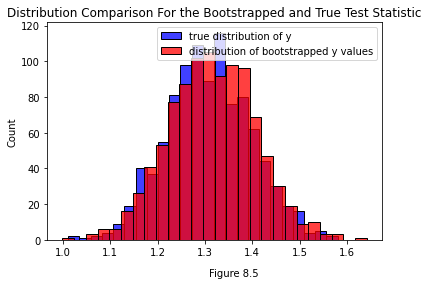 Distribution Comparison For the Bootstrapped and True Test Statistic
true distribution of y
distribution of bootstrapped y values
120
100
80
60
40
20
0
Count
1.0 1.1 1.2 1.3 1.4 1.5 1.6
Figure 8.5